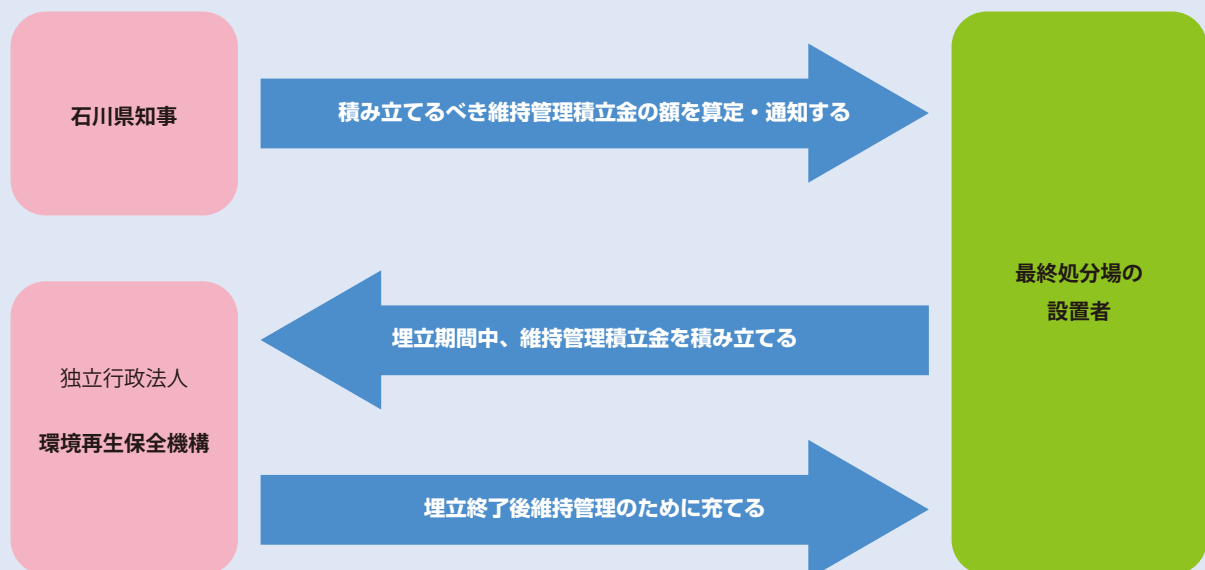 石川県知事
積み立てるべき維持管理積立金の額を算定・通知する
最終処分場の
設置者
埋立期間中、維持管理積立金を積み立てる
独立行政法人
環境再生保全機構
埋立終了後維持管理のために充てる